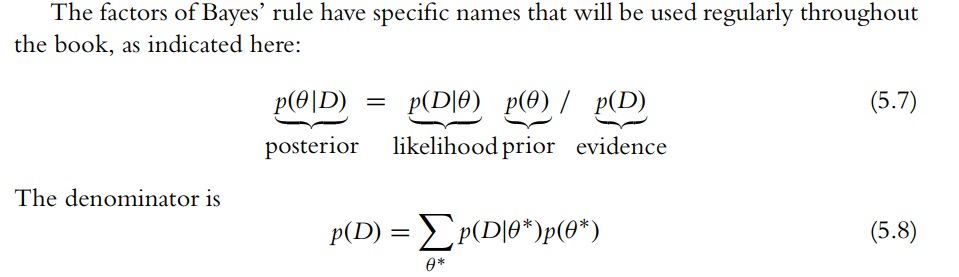 The factors of Bayes’ rule have specific names that will be used regularly throughout
the book, as indicated here:
p(θ|D) = p(D|θ) p(θ) / p(D) (5.7)
posterior likelihood prior evidence
The denominator is
p(D) = ∑ p(D|θ*)p(θ*) (5.8)
θ*